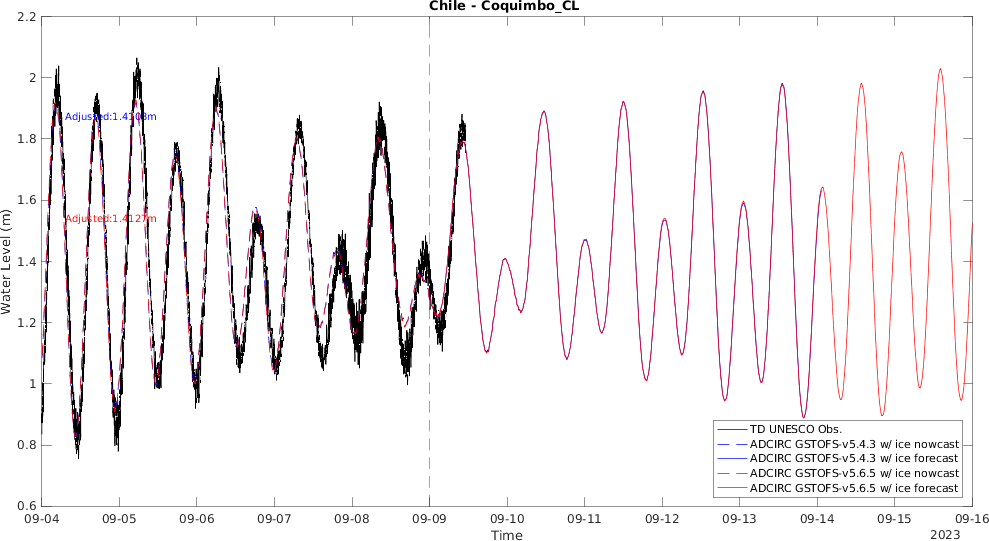 Chile - Coquimbo_CL
Water Level (m)
2.2
2
1.8
1.6
1.4
1.2
1
0.8
0.6
Adjusted:1.4103m
Adjusted:1.4127m
TD UNESCO Obs.
ADCIRC GSTOFS-v5.4.3 w/ ice nowcast
ADCIRC GSTOFS-v5.4.3 w/ ice forecast
ADCIRC GSTOFS-v5.6.5 w/ ice nowcast
ADCIRC GSTOFS-v5.6.5 w/ ice forecast
09-04 09-05 09-06 09-07 09-08 09-09 09-10 09-11 09-12 09-13 09-14 09-15 09-16
Time
2023